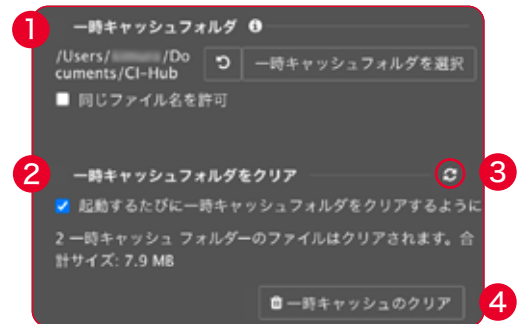 1 一時キャッシュフォルダ
/Users/ /Do
cuments/CI-Hub
一時キャッシュフォルダを選択
同じファイル名を許可
2 一時キャッシュフォルダをクリア 3
起動するたびに一時キャッシュフォルダをクリアするように
2 一時キャッシュ フォルダーのファイルはクリアされます。合
計サイズ: 7.9 MB
一時キャッシュのクリア 4